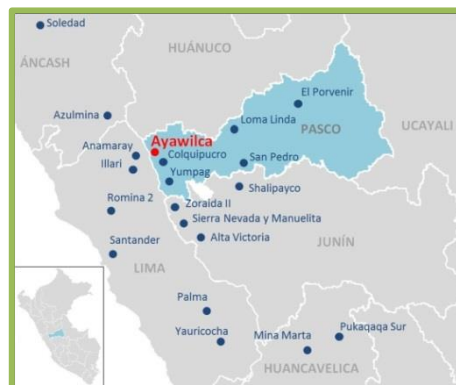 Soledad
HUÁNUCO
ÁNCASH
El Porvenir
Azulmina
Loma Linda
PASCO
UCAYALI
Ayawilca
Anamaray
Colquipucro
San Pedro
Illari
Yumpag
Shalipayco
Romina 2
Zoraida II
Sierra Nevada y Manuelita
Alta Victoria
JUNÍN
Santander
LIMA
Palma
Yauricocha
Mina Marta
Pukaqaqa Sur
HUANCAVELICA